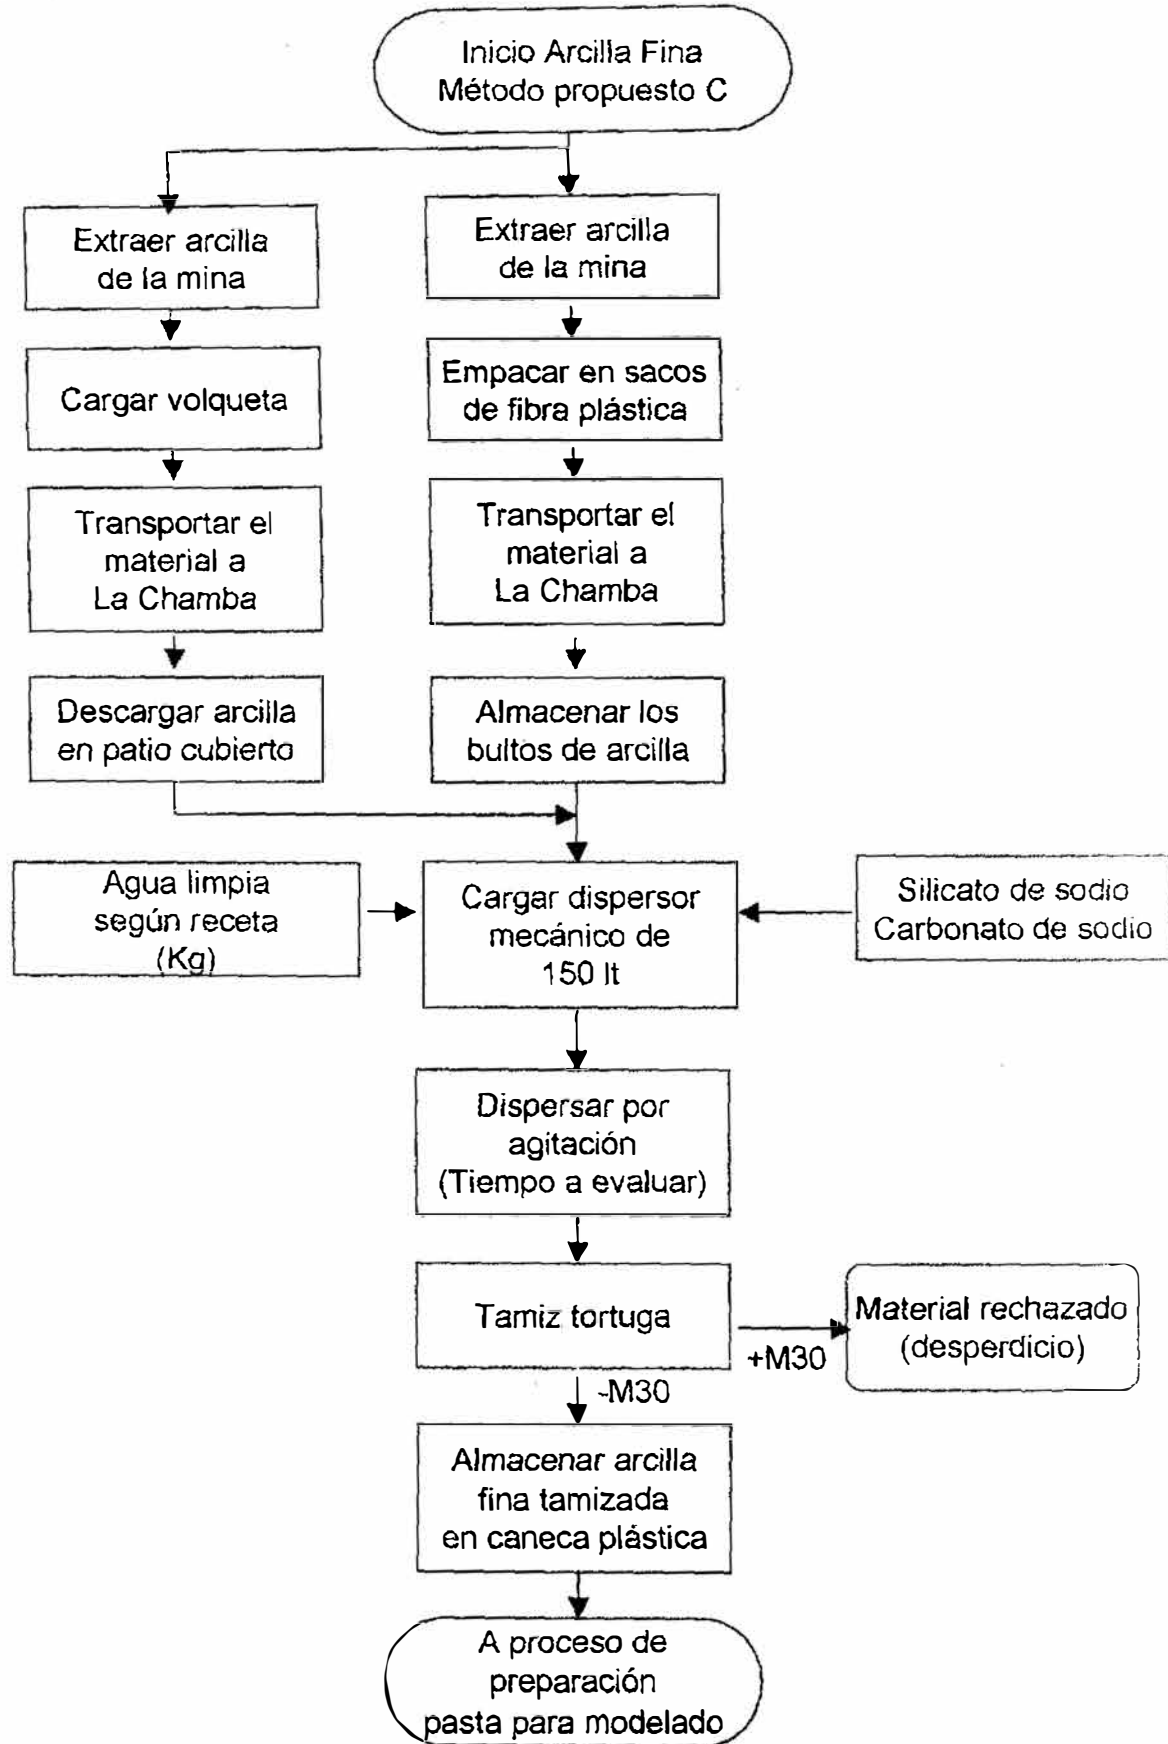 Inicio Arcilla Fina
Método propuesto C
Extraer arcilla
de la mina
Cargar volqueta
Transportar el
material a
La Chamba
Descargar arcilla
en patio cubierto
Extraer arcilla
de la mina
Empacar en sacos
de fibra plástica
Transportar el
material a
La Chamba
Almacenar los
bultos de arcilla
Agua limpia
según receta
(Kg)
Cargar dispersor
mecánico de
150 lt
Silicato de sodio
Carbonato de sodio
Dispersar por
agitación
(Tiempo a evaluar)
Tamiz tortuga
+M30
Material rechazado
(desperdicio)
-M30
Almacenar arcilla
fina tamizada
en caneca plástica
A proceso de
preparación
pasta para modelado